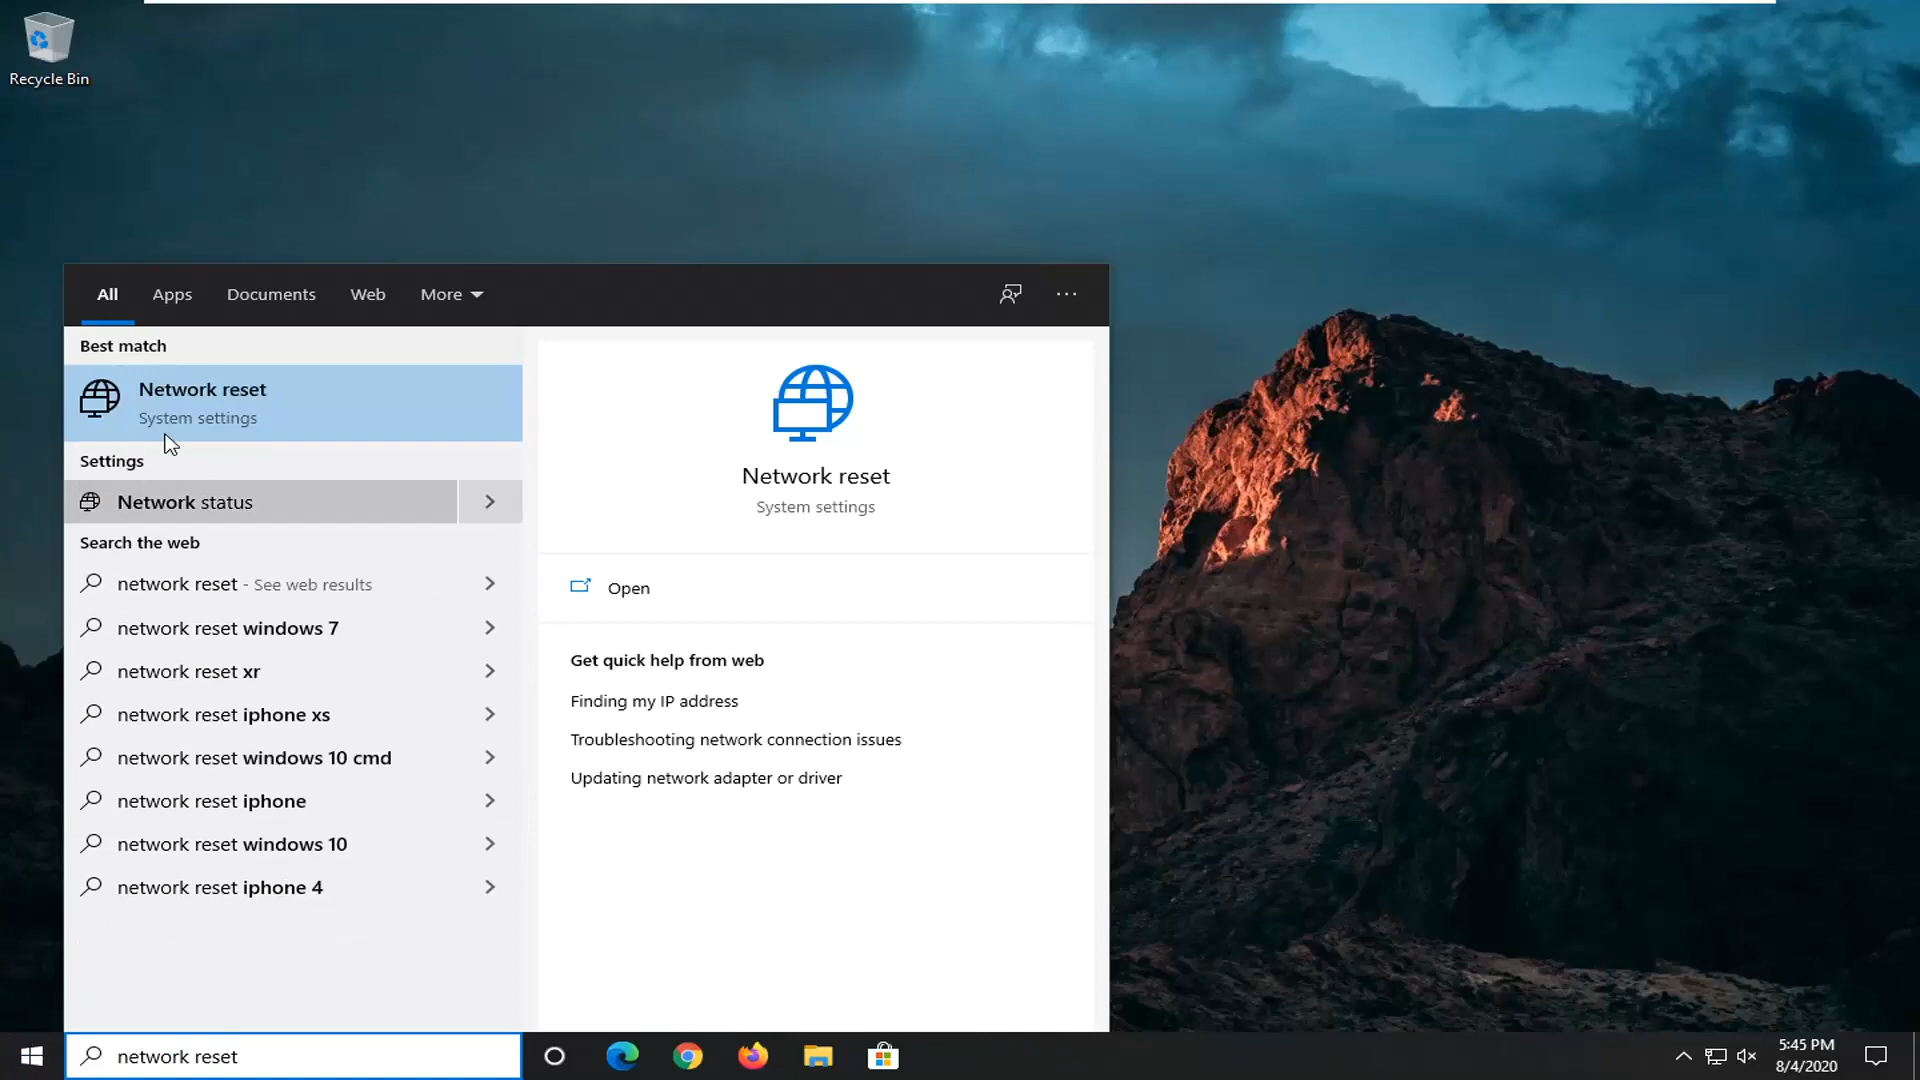 Recycle Bin
All Apps Documents Web More
Best match
Network reset
System settings
Settings
Network status
Search the web
network reset - See web results
network reset windows 7
network reset xr
network reset iphone xs
network reset windows 10 cmd
network reset iphone
network reset windows 10
network reset iphone 4
Network reset
System settings
Open
Get quick help from web
Finding my IP address
Troubleshooting network connection issues
Updating network adapter or driver
network reset
5:45 PM
8/4/2020